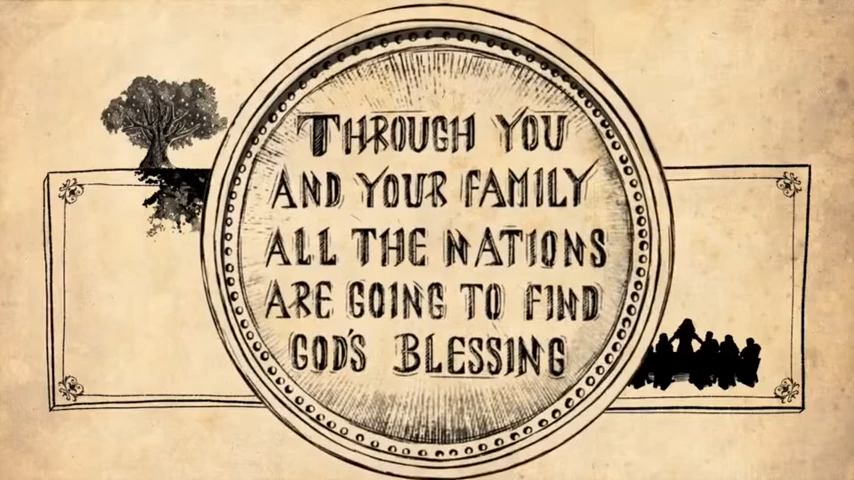 THROUGH YOU
AND YOUR FAMILY
ALL THE NATIONS
ARE GOING TO FIND
GOD'S BLESSING